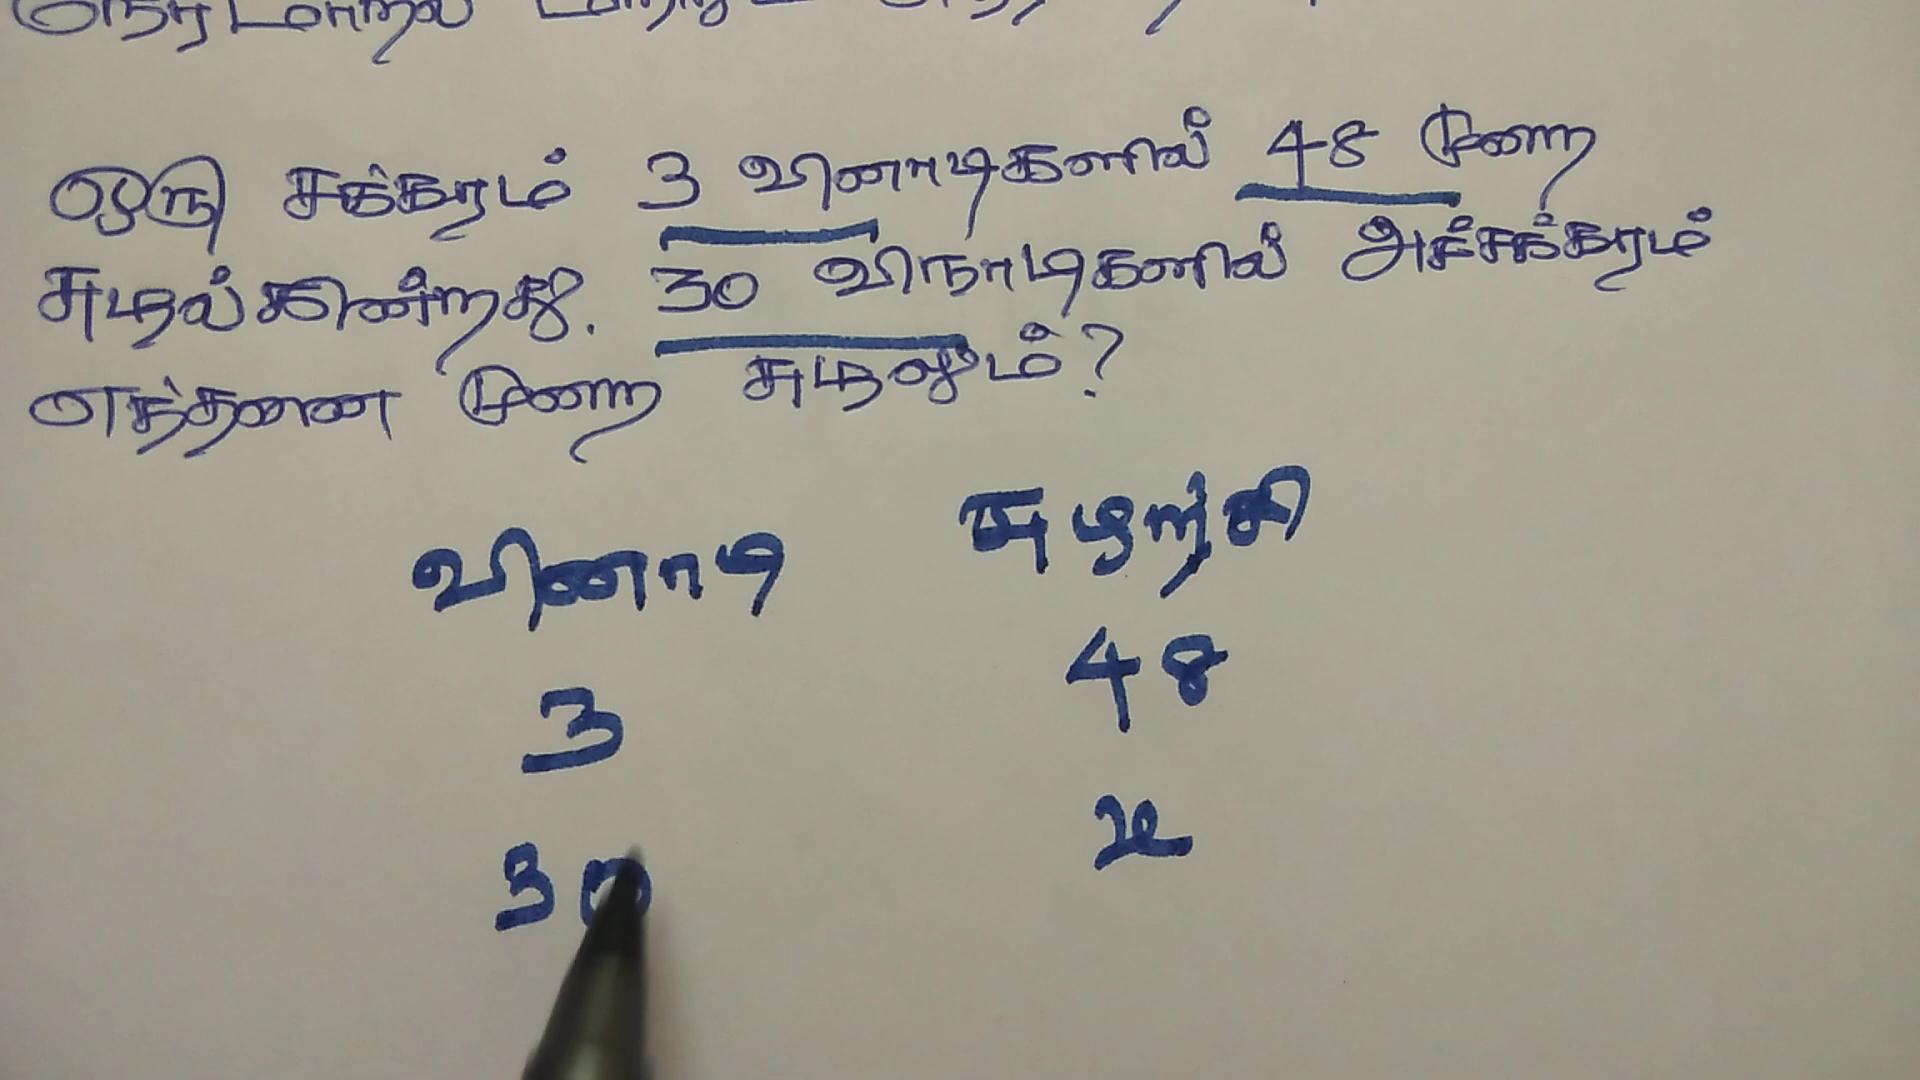 ஒரு சக்கரம் 3 வினாடிகளில் 48 முறை
சுழல்கின்றது. 30 விநாடிகளில் அச்சக்கரம்
எத்தனை முறை சுழலும்?
வினாடி சுழற்சி
3 48
30 x